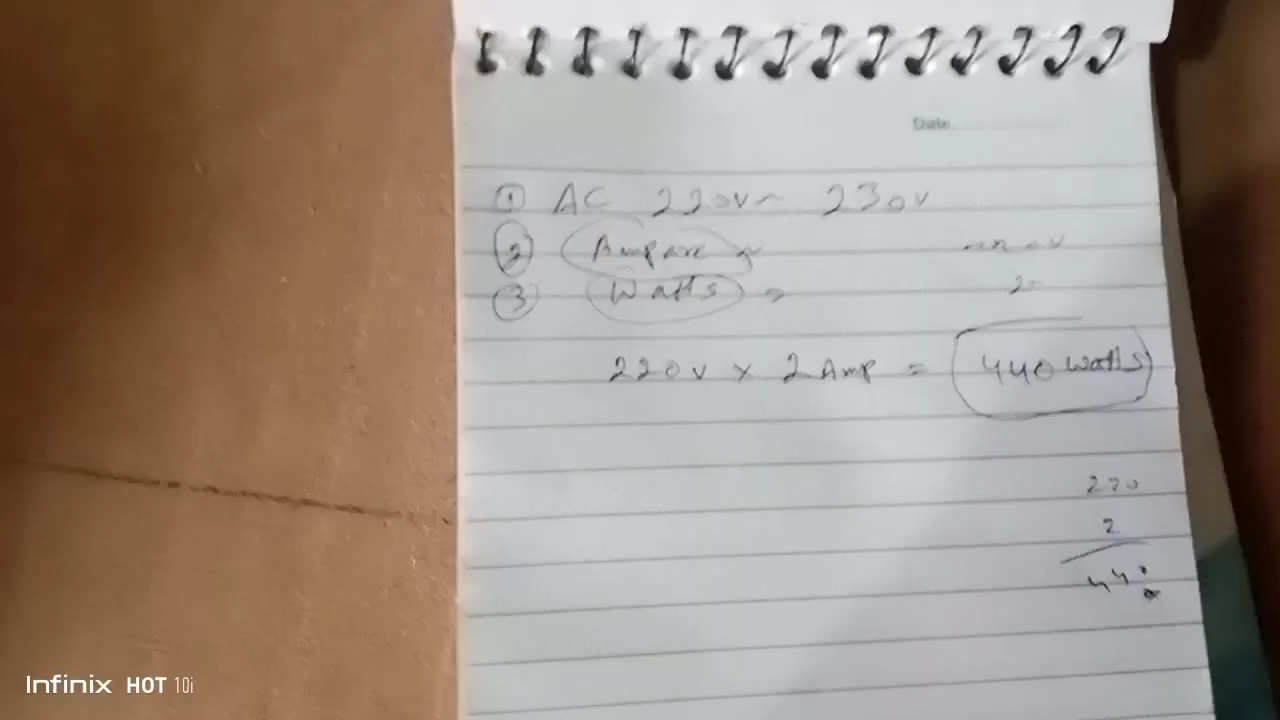 Date
① AC 220v~ 230v
② Ampare
③ Watts =
220v x 2 Amp = 440 Watts
220
2
440
Infinix HOT 10i